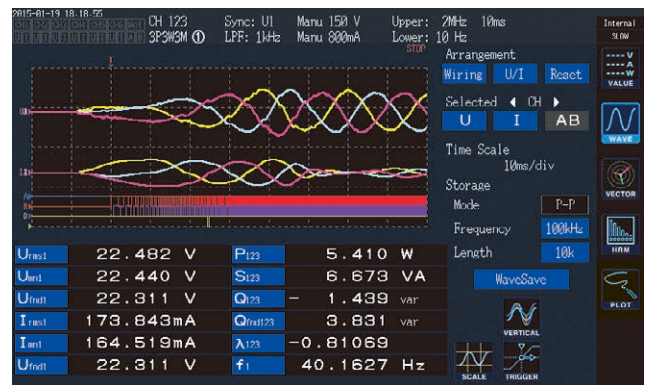 2015-01-19 18:18:55
CH 123 Sync: U1 Manu 150 V Upper: 2MHz 10ms
3P3W3M ① LPF: 1kHz Manu 800mA Lower: 10 Hz
STOP
Internal
SLOW
Arrangement
Wiring U/I Reset
Selected ◀ CH ▶
U I AB
Time Scale
10ms/div
Storage
Mode P-P
Frequency 100kHz
Length 10k
WaveSave
VERTICAL
SCALE TRIGGER
V
A
W
VALUE
WAVE
VECTOR
HRM
PLOT
Urms1 22.482 V P123 5.410 W
Umn1 22.440 V S123 6.673 VA
Ufnd1 22.311 V Q123 - 1.439 var
Irms1 173.843mA Qfnd123 3.831 var
Imn1 164.519mA λ123 -0.81069
Ufnd1 22.311 V f1 40.1627 Hz